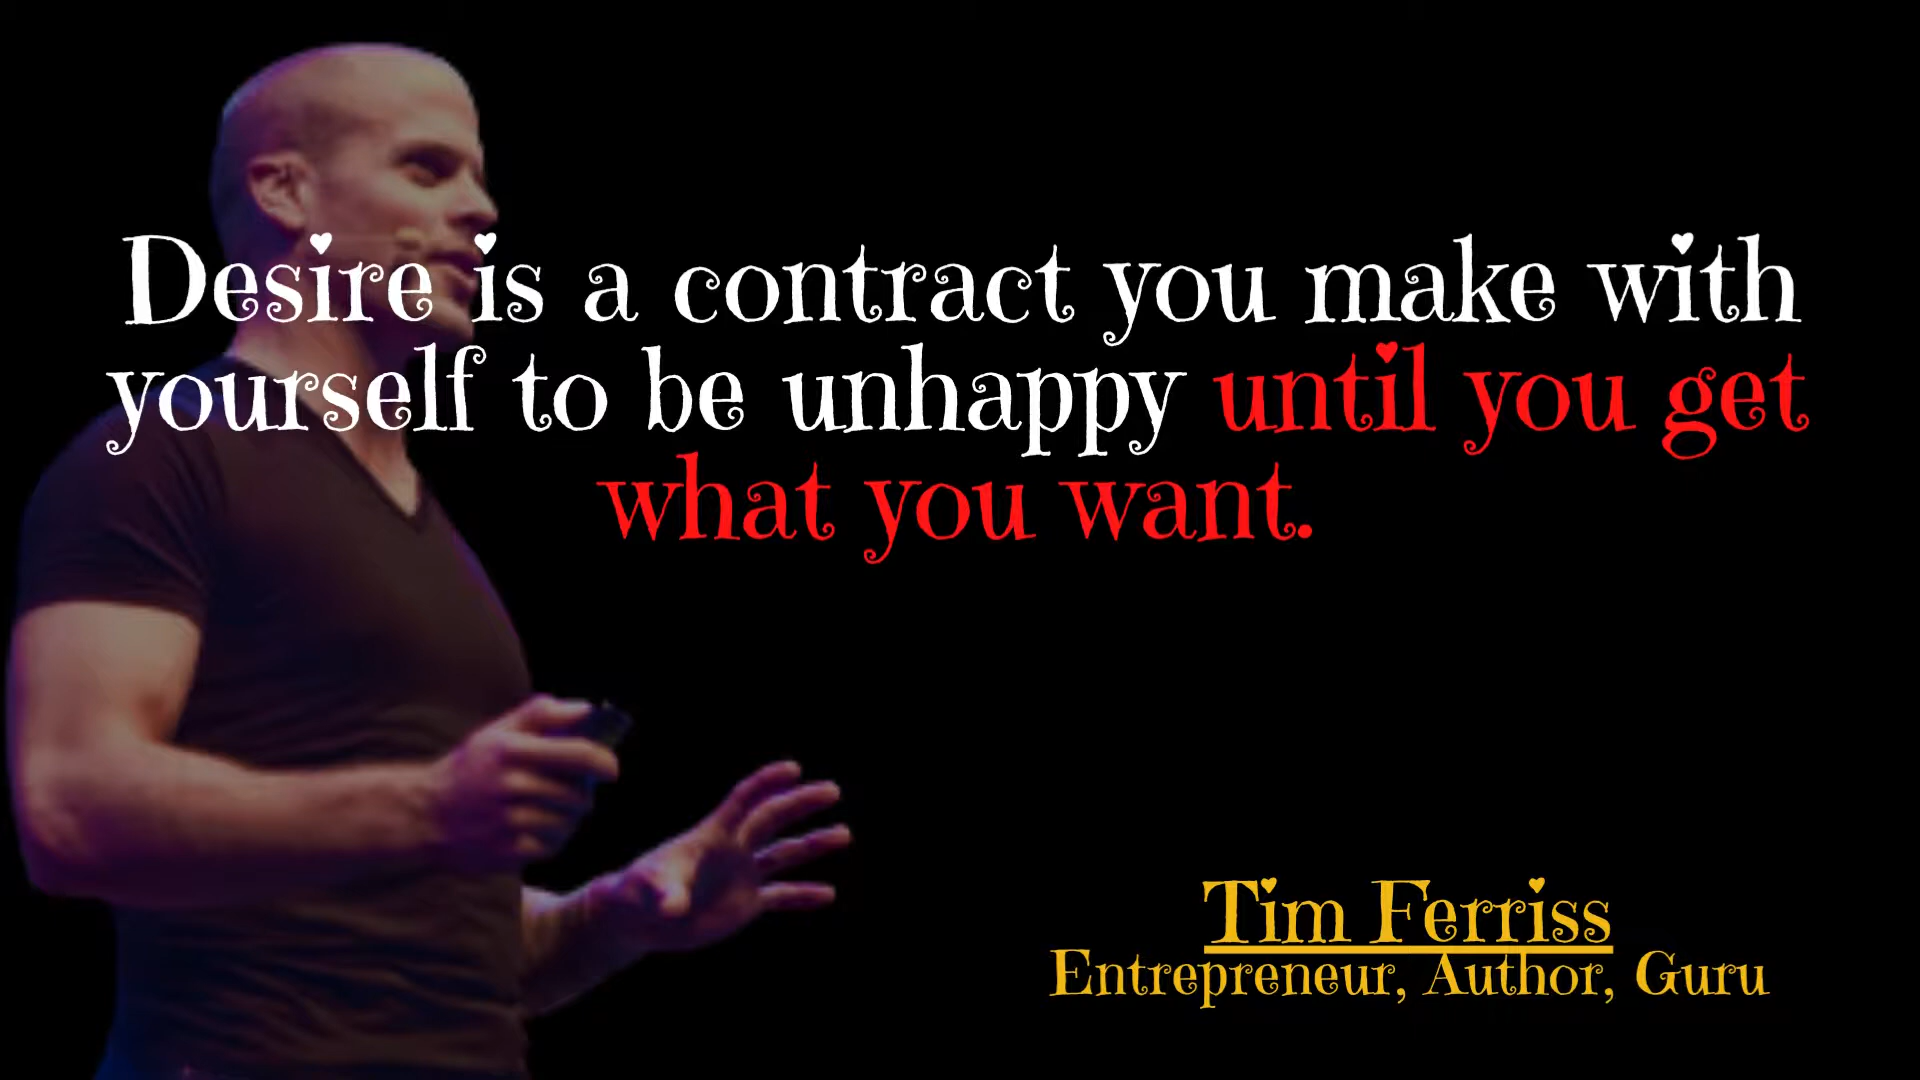 Desire is a contract you make with
yourself to be unhappy until you get
what you want.
Tim Ferriss
Entrepreneur, Author, Guru